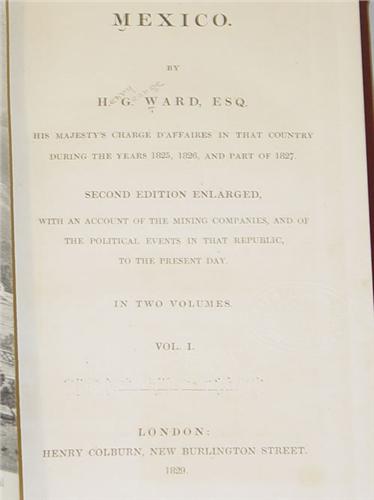 MEXICO.
BY
H. G. WARD, ESQ.
HIS MAJESTY'S CHARGE D'AFFAIRES IN THAT COUNTRY
DURING THE YEARS 1825, 1826, AND PART OF 1827.
SECOND EDITION ENLARGED,
WITH AN ACCOUNT OF THE MINING COMPANIES, AND OF
THE POLITICAL EVENTS IN THAT REPUBLIC,
TO THE PRESENT DAY.
IN TWO VOLUMES.
VOL. I.
LONDON:
HENRY COLBURN, NEW BURLINGTON STREET.
1829.